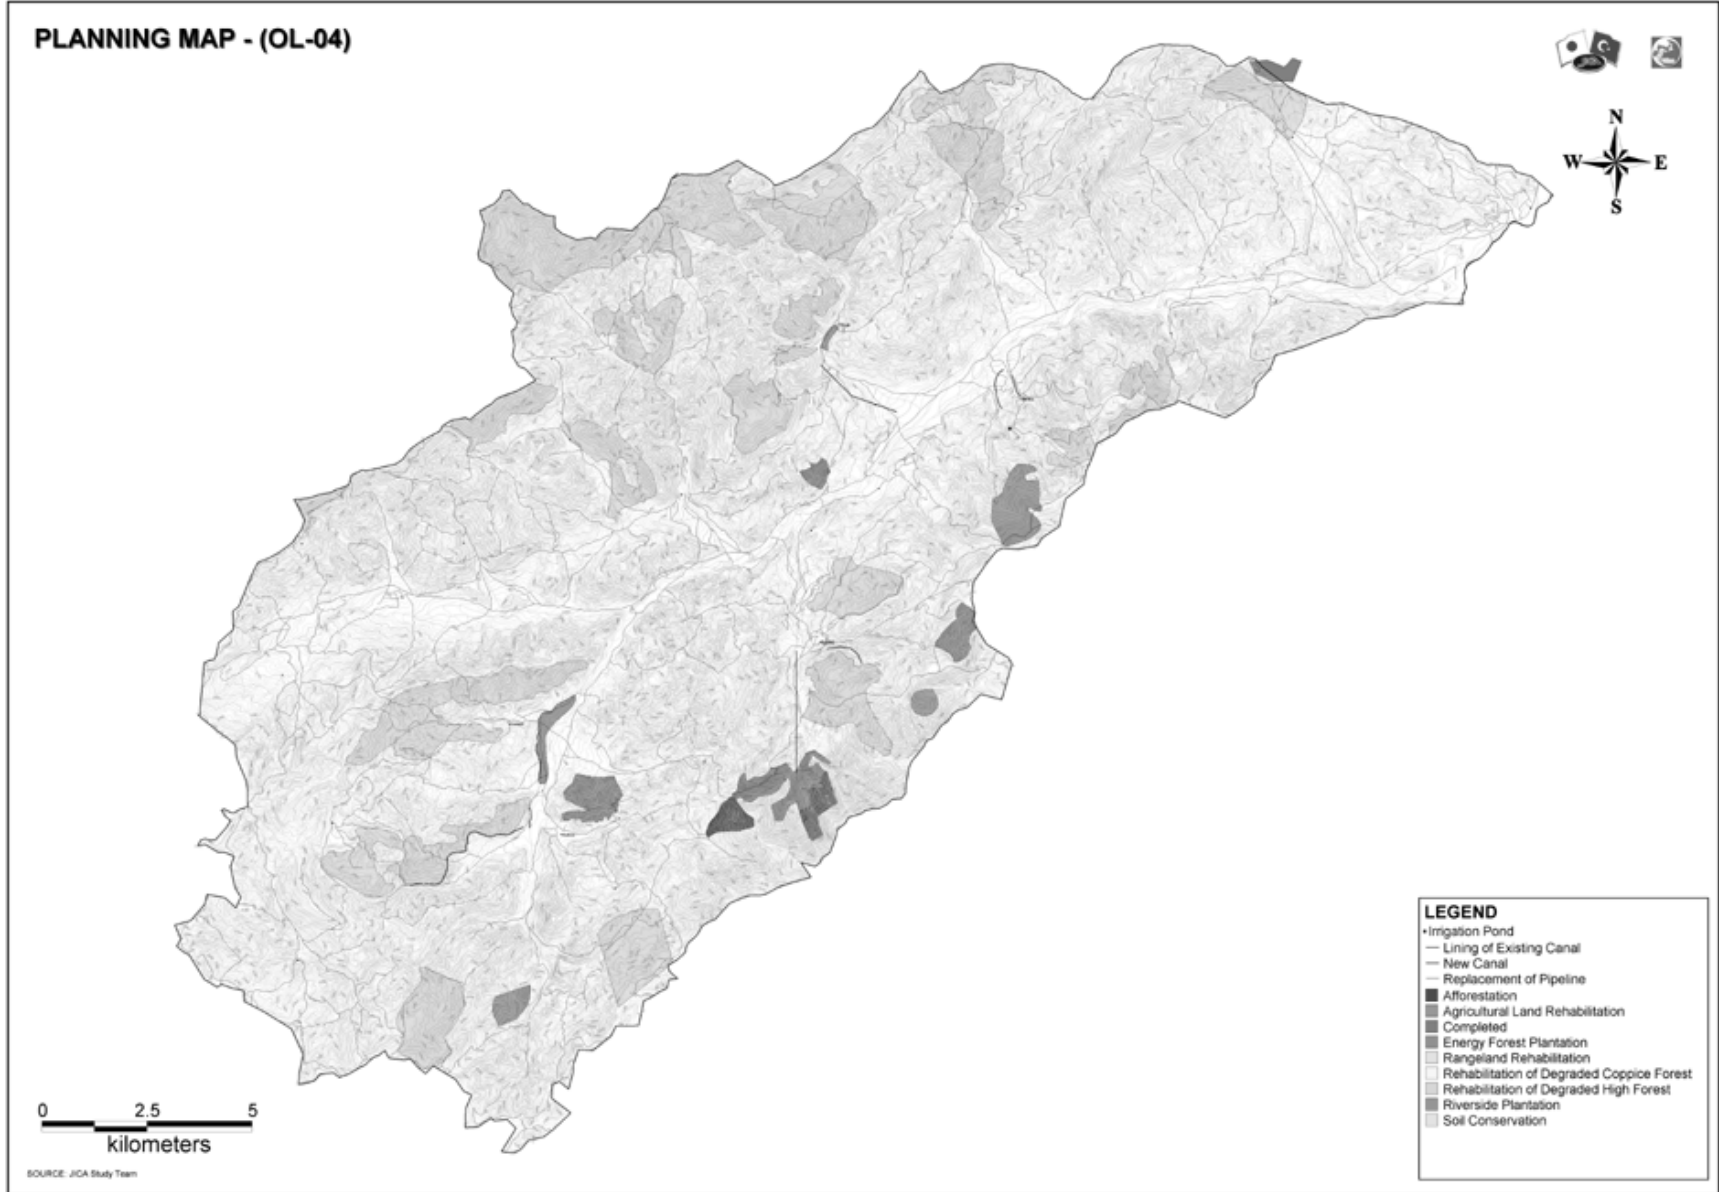 PLANNING MAP - (OL-04)
N
W E
S
LEGEND
Irrigation Pond
Lining of Existing Canal
New Canal
Replacement of Pipeline
Afforestation
Agricultural Land Rehabilitation
Completed
Energy Forest Plantation
Rangeland Rehabilitation
Rehabilitation of Degraded Coppice Forest
Rehabilitation of Degraded High Forest
Riverside Plantation
Soil Conservation
0 2.5 5
kilometers
SOURCE: JICA Study Team